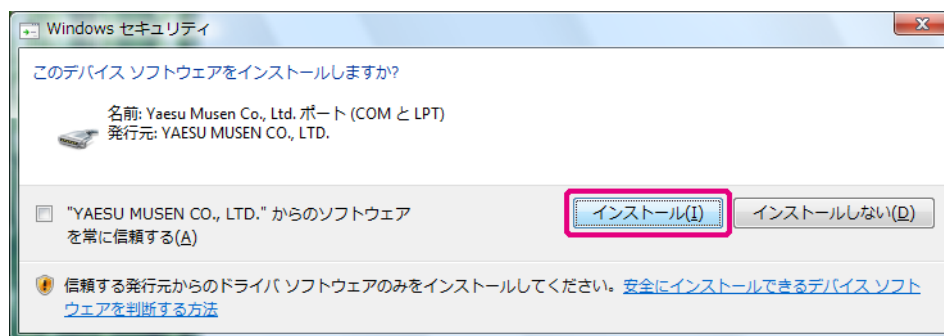 Windows セキュリティ
このデバイス ソフトウェアをインストールしますか?
名前: Yaesu Musen Co., Ltd. ポート (COM と LPT)
発行元: YAESU MUSEN CO., LTD.
"YAESU MUSEN CO., LTD." からのソフトウェア
を常に信頼する(A)
インストール(I)
インストールしない(D)
信頼する発行元からのドライバ ソフトウェアのみをインストールしてください。安全にインストールできるデバイス ソフト
ウェアを判断する方法